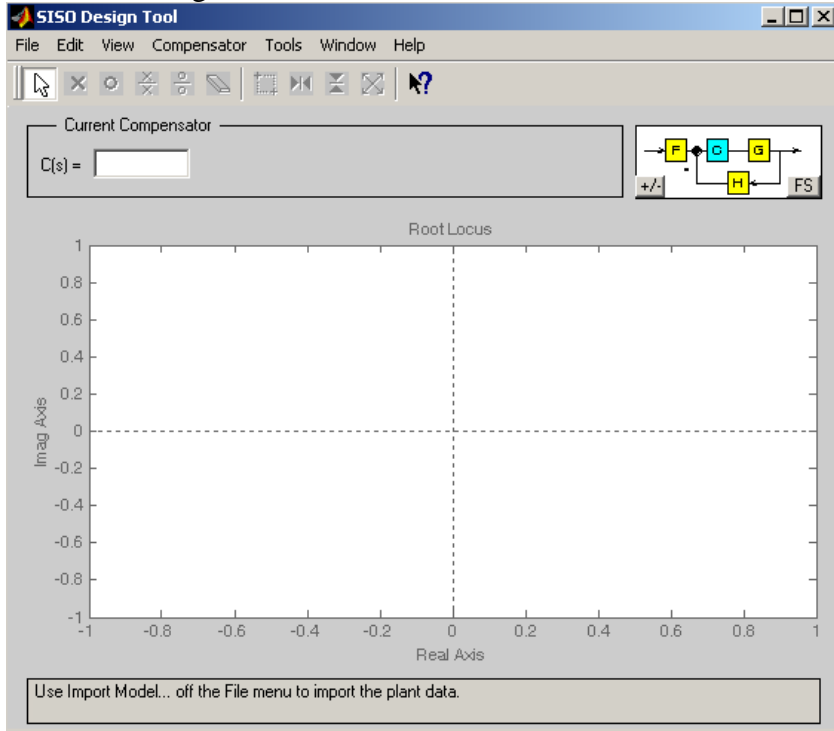 SISO Design Tool
File Edit View Compensator Tools Window Help
Current Compensator
C(s) =
F C G
H
+/- FS
Root Locus
1
0.8
0.6
0.4
0.2
0
-0.2
-0.4
-0.6
-0.8
-1
Imag Axis
-1 -0.8 -0.6 -0.4 -0.2 0 0.2 0.4 0.6 0.8 1
Real Axis
Use Import Model... off the File menu to import the plant data.